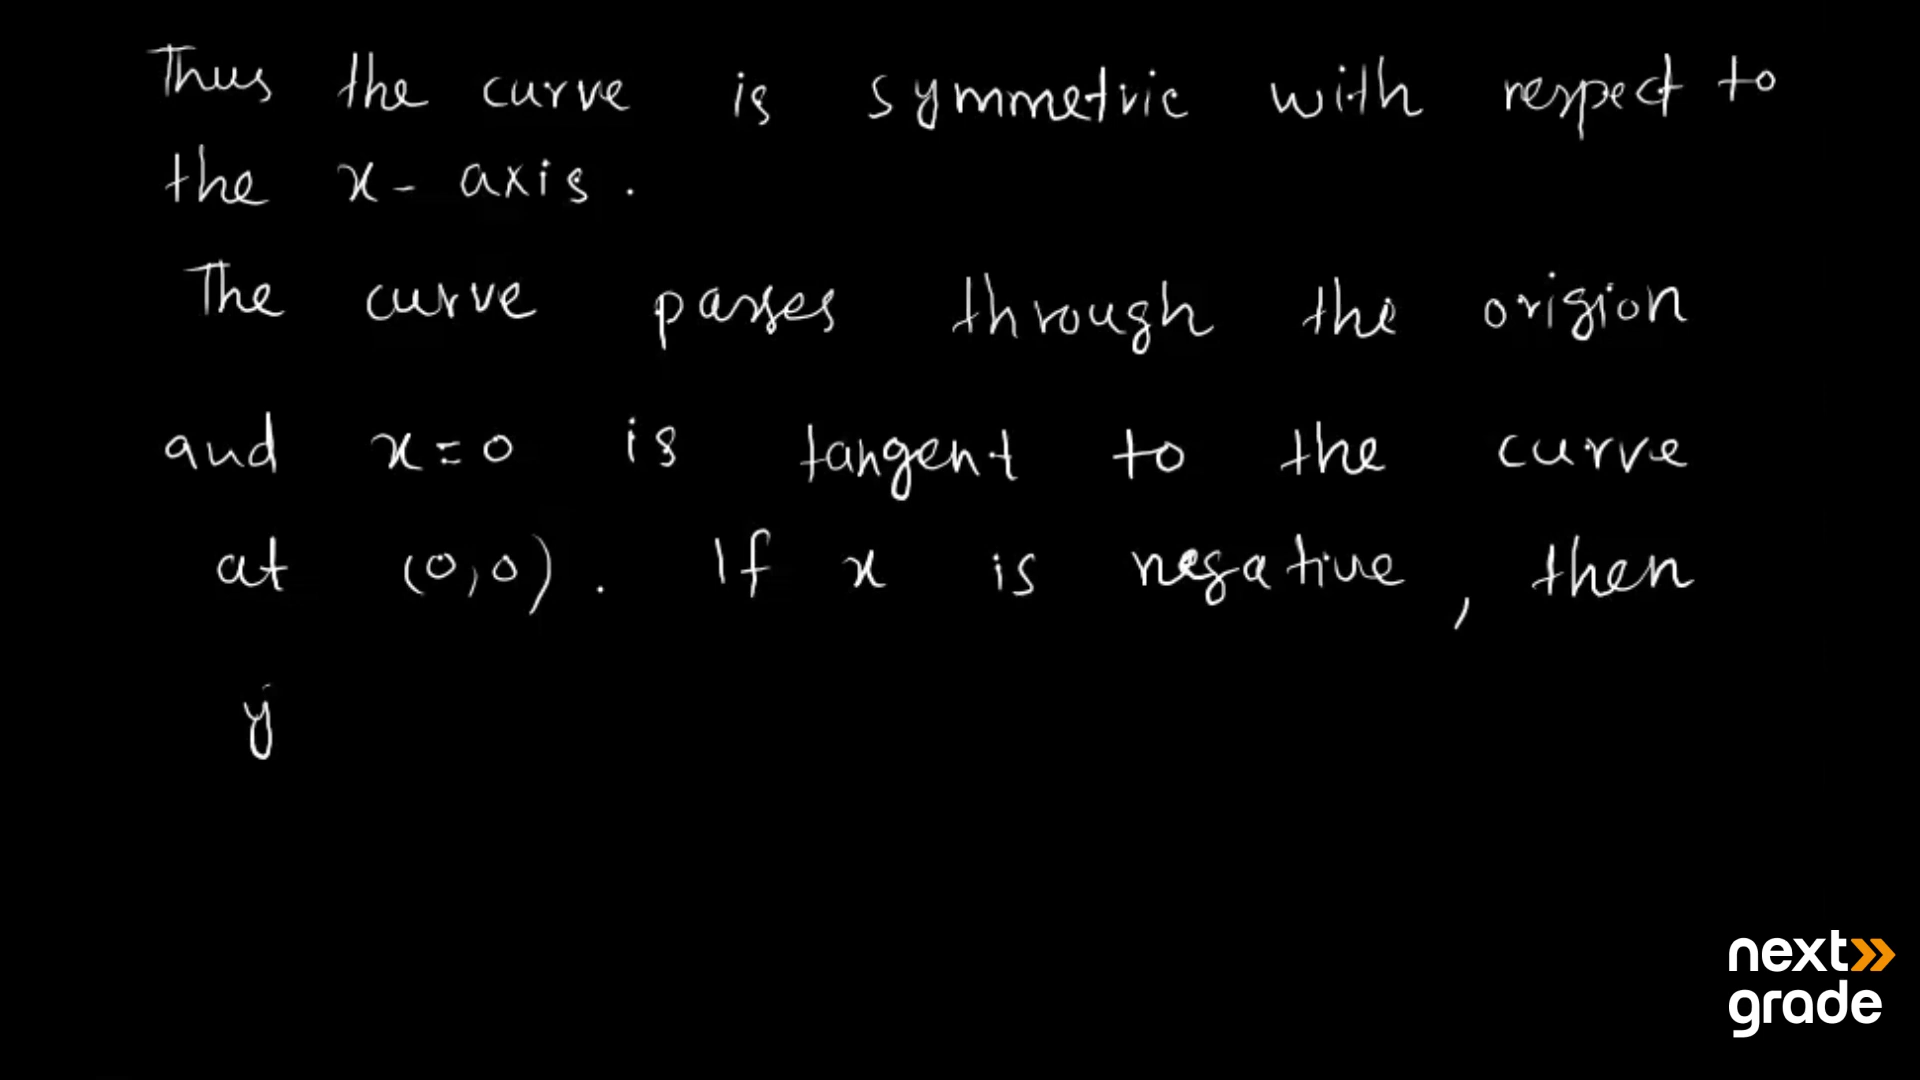 Thus the curve is symmetric with respect to
the x- axis.
The curve passes through the origion
and x=0 is tangent to the curve
at (0,0). If x is negative, then
y
next
grade